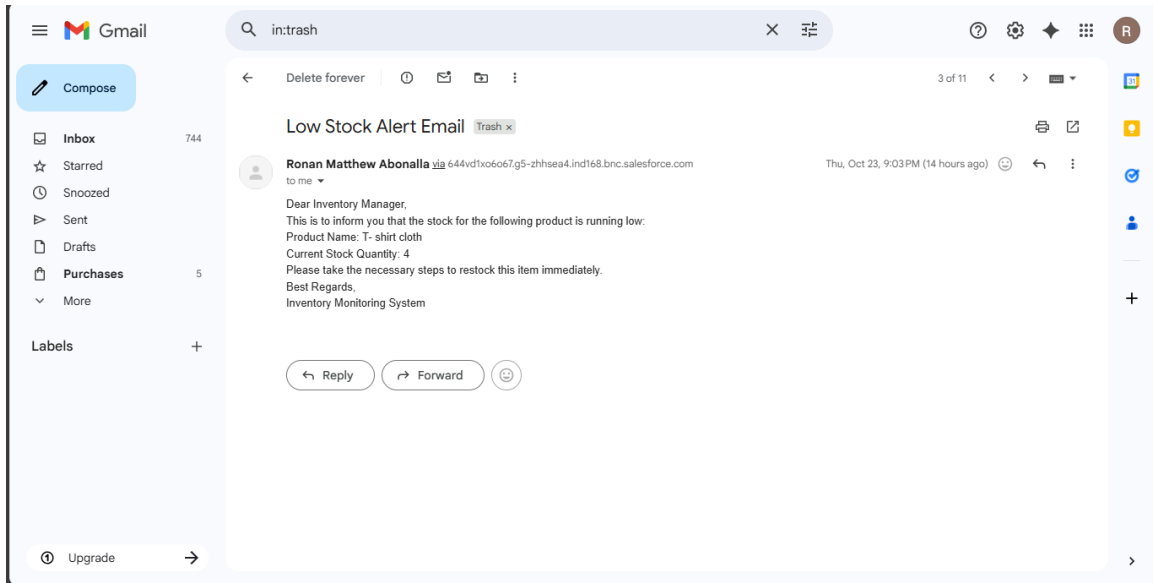 Gmail
in:trash
R
Compose
Delete forever
3 of 11
31
Low Stock Alert Email
Trash ×
Inbox 744
Starred
Snoozed
Sent
Drafts
Purchases 5
More
Labels
Ronan Matthew Abonalla via 644vd1xo6o67.g5-zhhsea4.ind168.bnc.salesforce.com
Thu, Oct 23, 9:03 PM (14 hours ago)
to me
Dear Inventory Manager,
This is to inform you that the stock for the following product is running low:
Product Name: T- shirt cloth
Current Stock Quantity: 4
Please take the necessary steps to restock this item immediately.
Best Regards,
Inventory Monitoring System
Reply
Forward
Upgrade